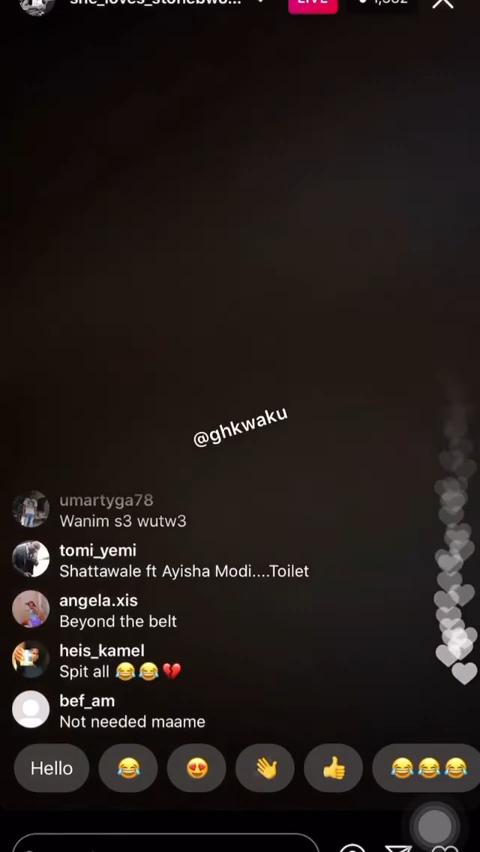 LIVE
@ghkwaku
umartyga78
Wanim s3 wutw3
tomi_yemi
Shattawale ft Ayisha Modi....Toilet
angela.xis
Beyond the belt
heis_kamel
Spit all 😂😂💔
bef_am
Not needed maame
Hello 😂 😍 👋 👍 😂😂😂